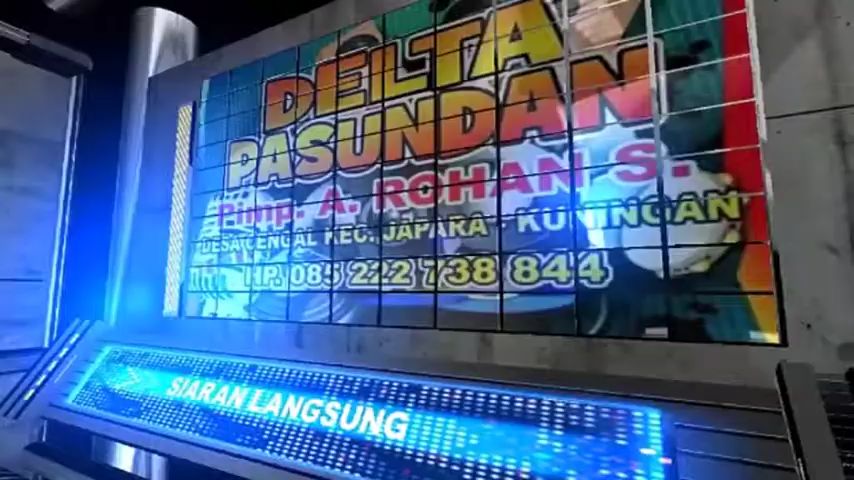 DELTA
PASUNDAN
Pimp. A. ROHAN S.
DESA CENGAL KEC. JAPARA - KUNINGAN
HP. 085 222 738 844
SIARAN LANGSUNG